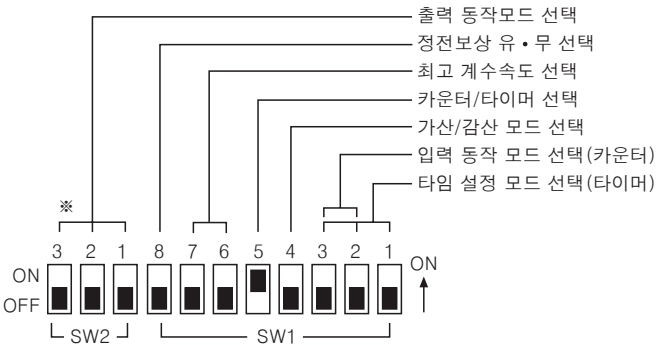 출력 동작모드 선택
정전보상 유 • 무 선택
최고 계수속도 선택
카운터/타이머 선택
가산/감산 모드 선택
입력 동작 모드 선택(카운터)
타임 설정 모드 선택(타이머)
※
3 2 1 8 7 6 5 4 3 2 1
ON ON
OFF
SW2 SW1